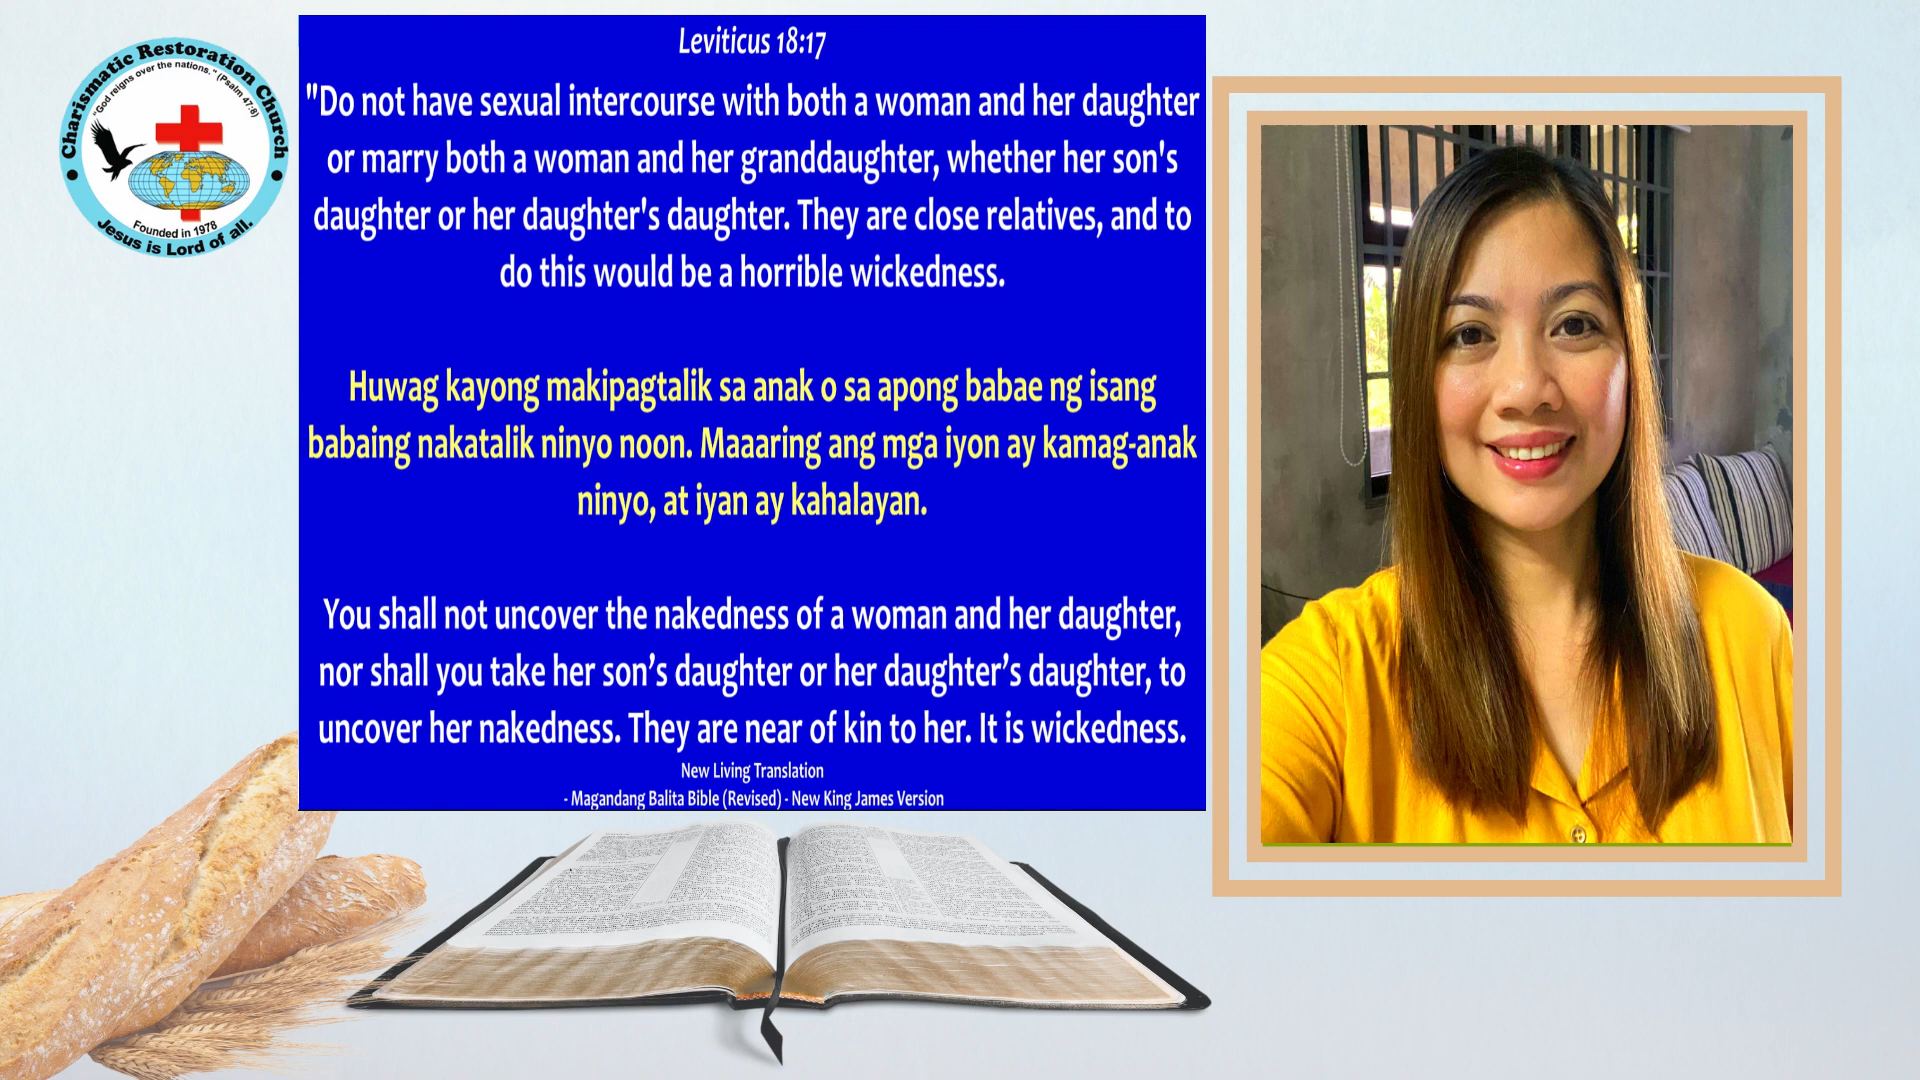 Charismatic Restoration Church
"God reigns over the nations." (Psalm 47:8)
Founded in 1978
Jesus is Lord of all.
Leviticus 18:17
"Do not have sexual intercourse with both a woman and her daughter
or marry both a woman and her granddaughter, whether her son's
daughter or her daughter's daughter. They are close relatives, and to
do this would be a horrible wickedness.
Huwag kayong makipagtalik sa anak o sa apong babae ng isang
babaing nakatalik ninyo noon. Maaaring ang mga iyon ay kamag-anak
ninyo, at iyan ay kahalayan.
You shall not uncover the nakedness of a woman and her daughter,
nor shall you take her son’s daughter or her daughter’s daughter, to
uncover her nakedness. They are near of kin to her. It is wickedness.
New Living Translation
- Magandang Balita Bible (Revised) - New King James Version